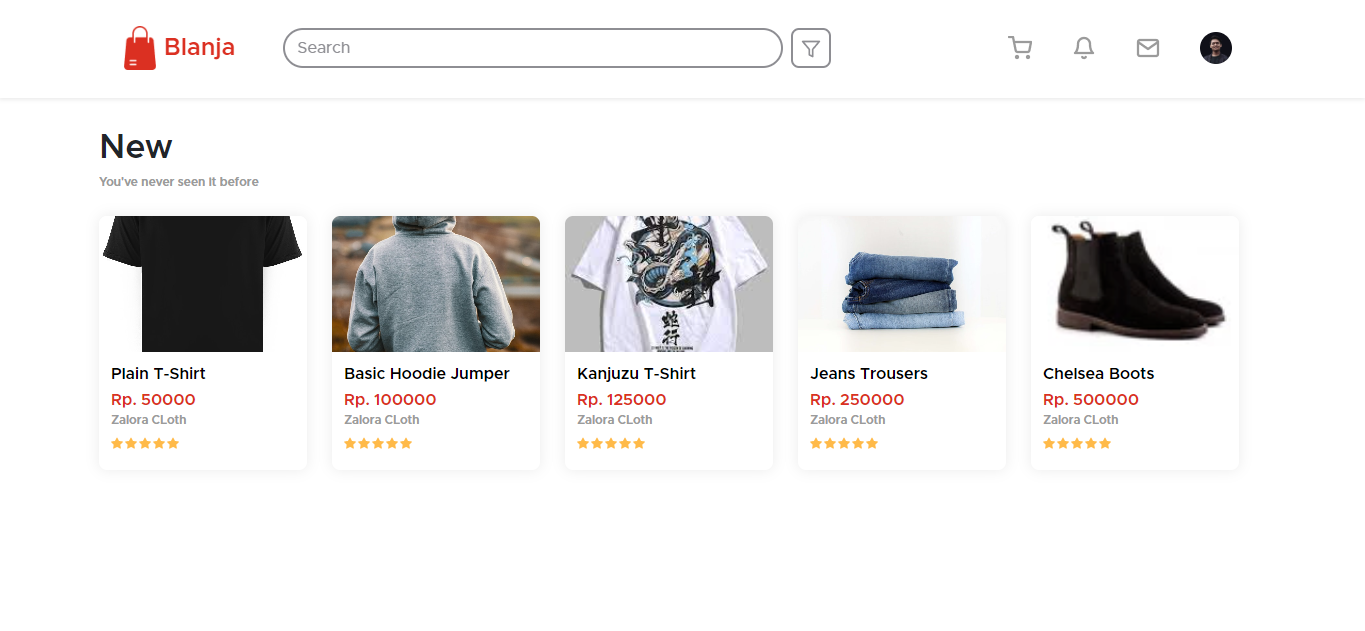 Blanja
Search
New
You've never seen it before
蛇
行
Plain T-Shirt
Rp. 50000
Zalora CLoth
Basic Hoodie Jumper
Rp. 100000
Zalora CLoth
Kanjuzu T-Shirt
Rp. 125000
Zalora CLoth
Jeans Trousers
Rp. 250000
Zalora CLoth
Chelsea Boots
Rp. 500000
Zalora CLoth